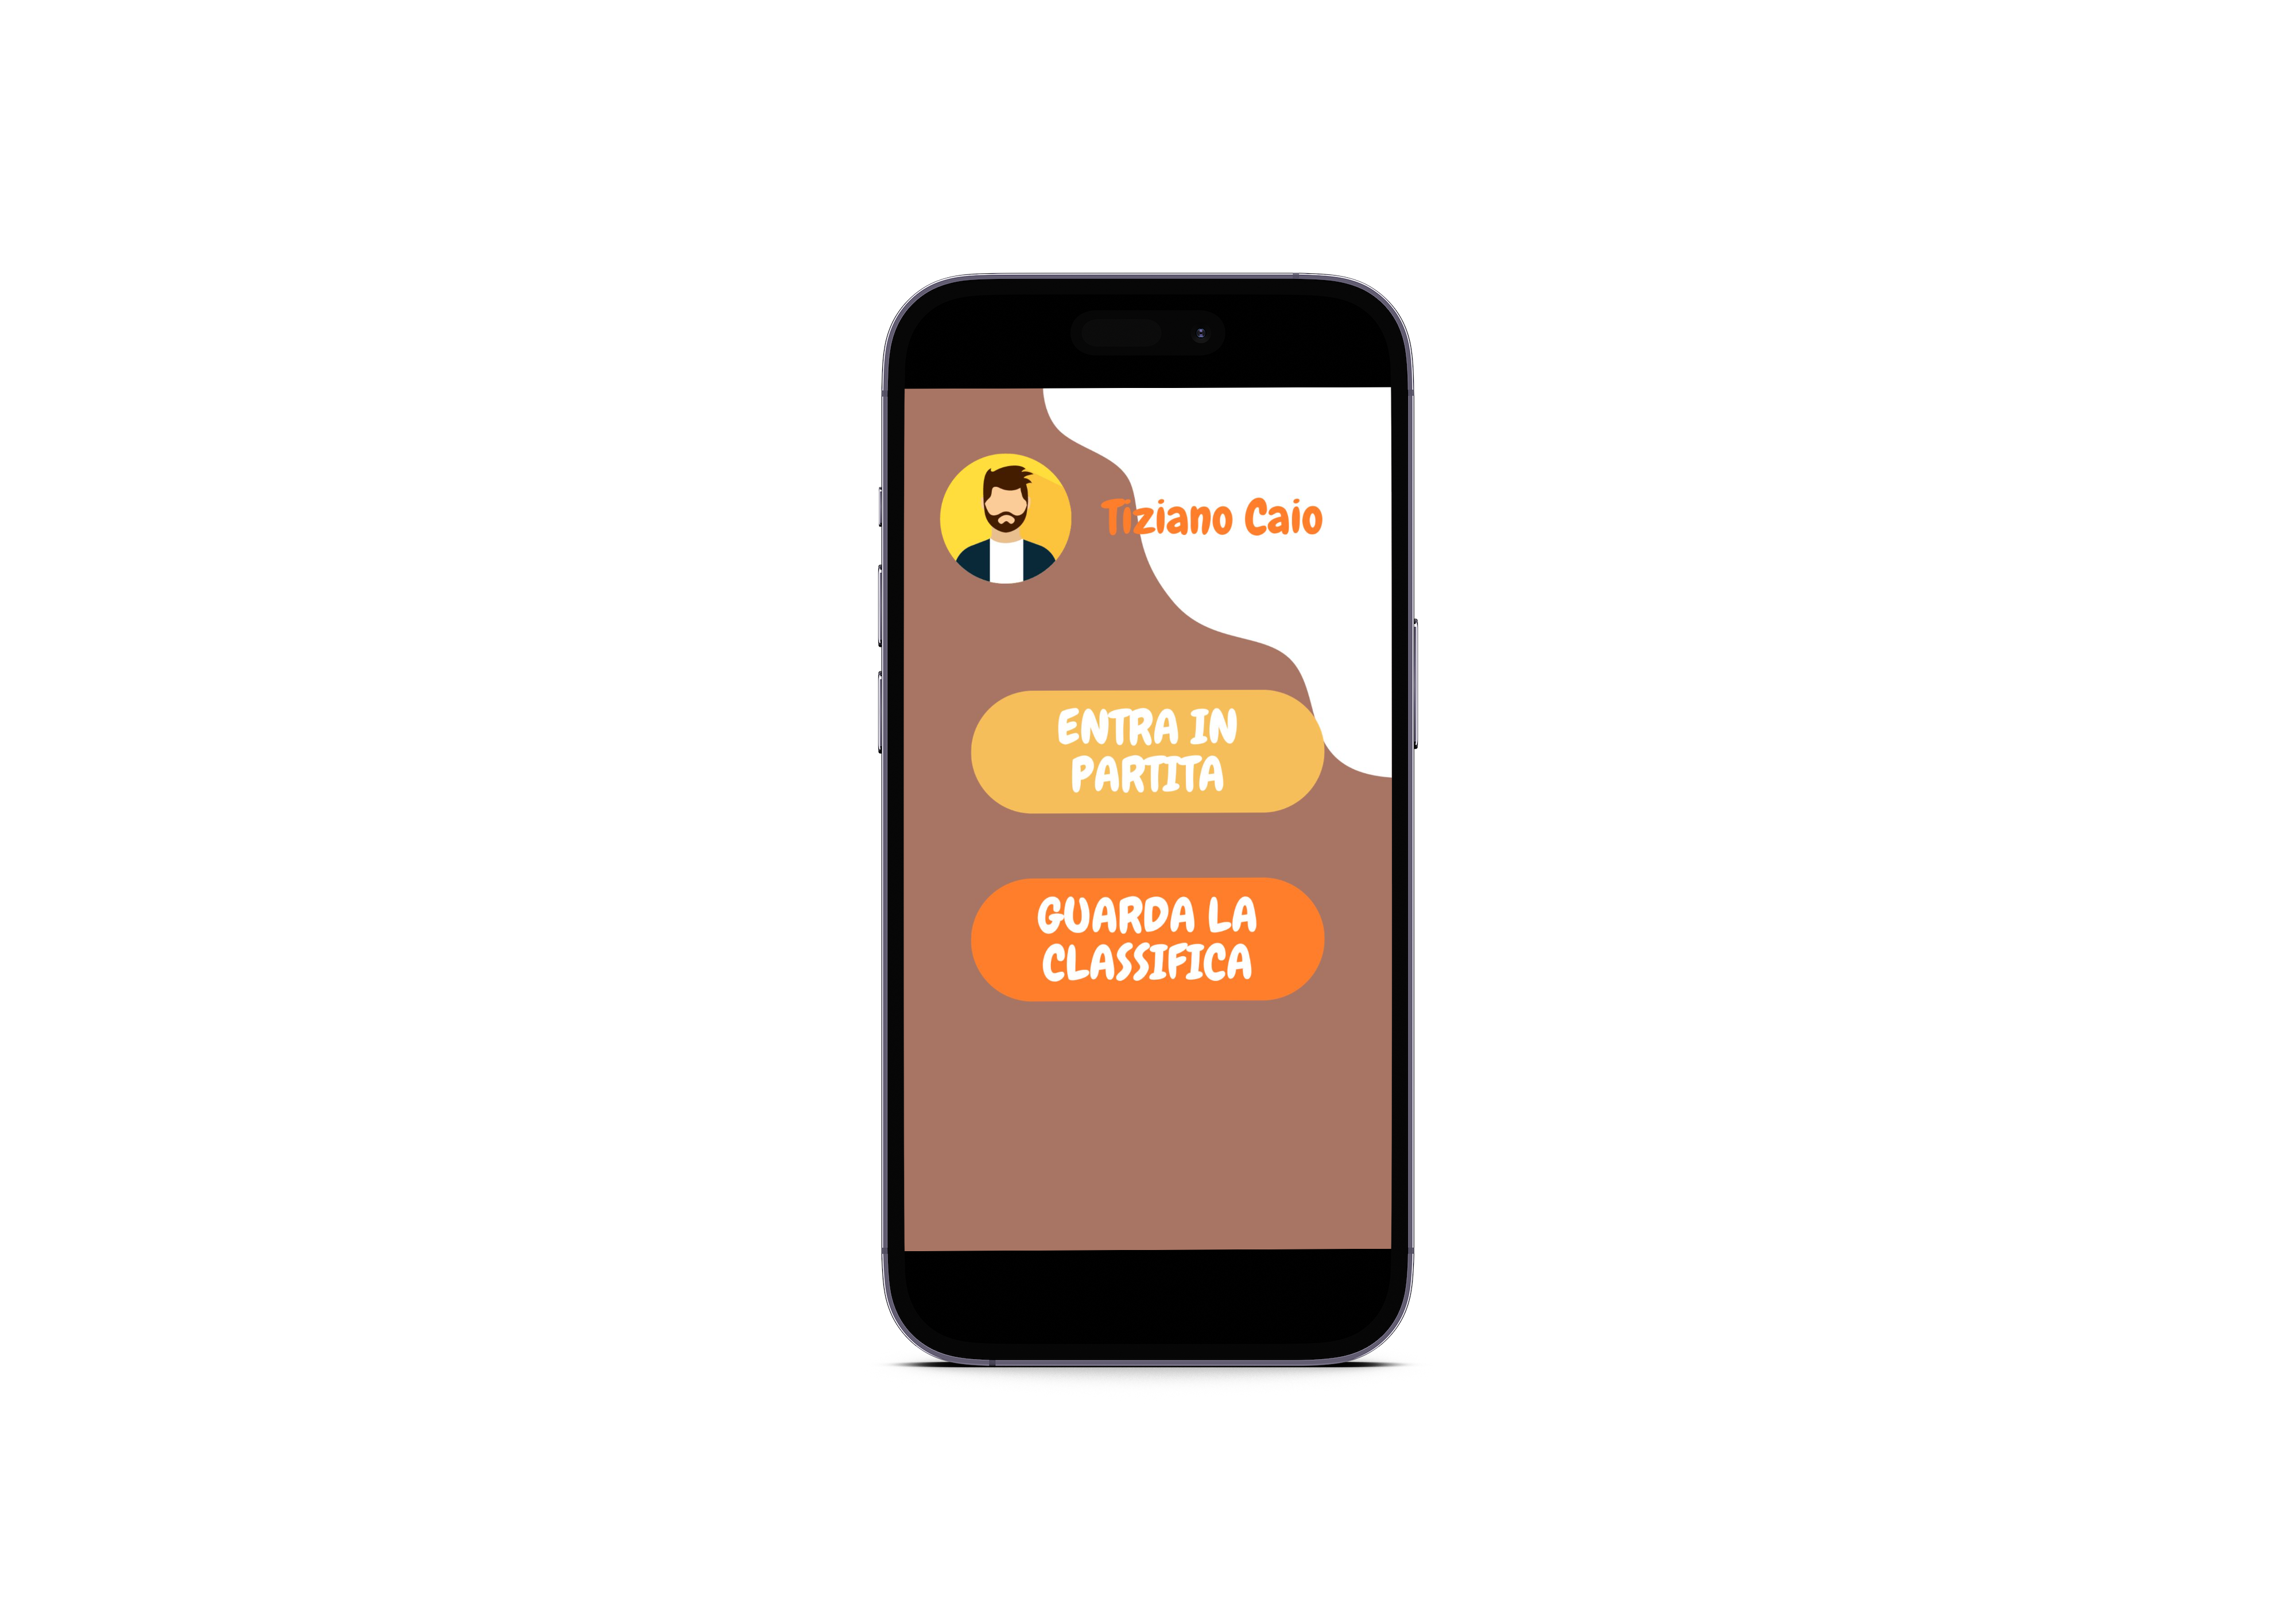 Tiziano Caio
ENTRA IN
PARTITA
GUARDA LA
CLASSIFICA